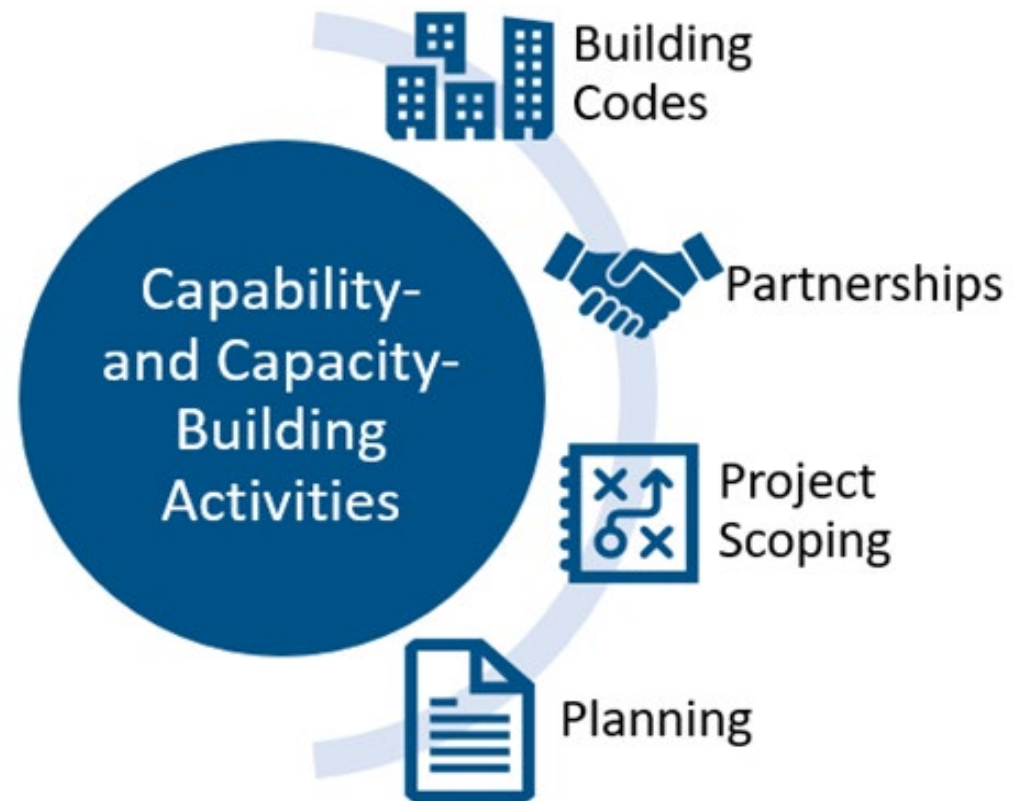 Building
Codes
Capability-
and Capacity-
Building
Activities
Partnerships
Project
Scoping
Planning